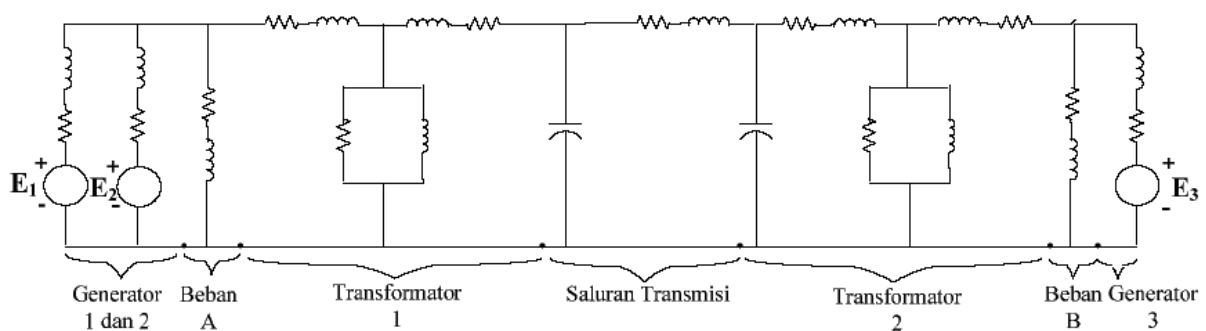 +
E1
-
+
E2
-
+
E3
-
Generator
1 dan 2
Beban
A
Transformator
1
Saluran Transmisi
Transformator
2
Beban
B
Generator
3